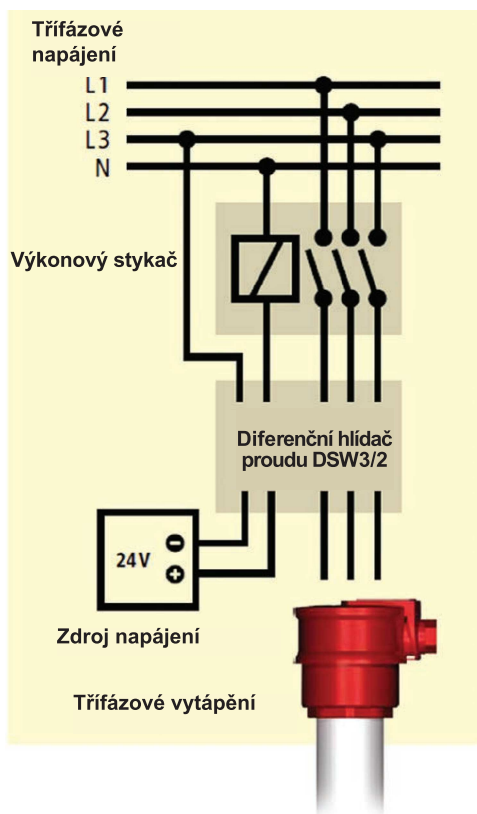 Třífázové
napájení
L1
L2
L3
N
Výkonový stykač
Diferenční hlídač
proudu DSW3/2
24V
Zdroj napájení
Třífázové vytápění